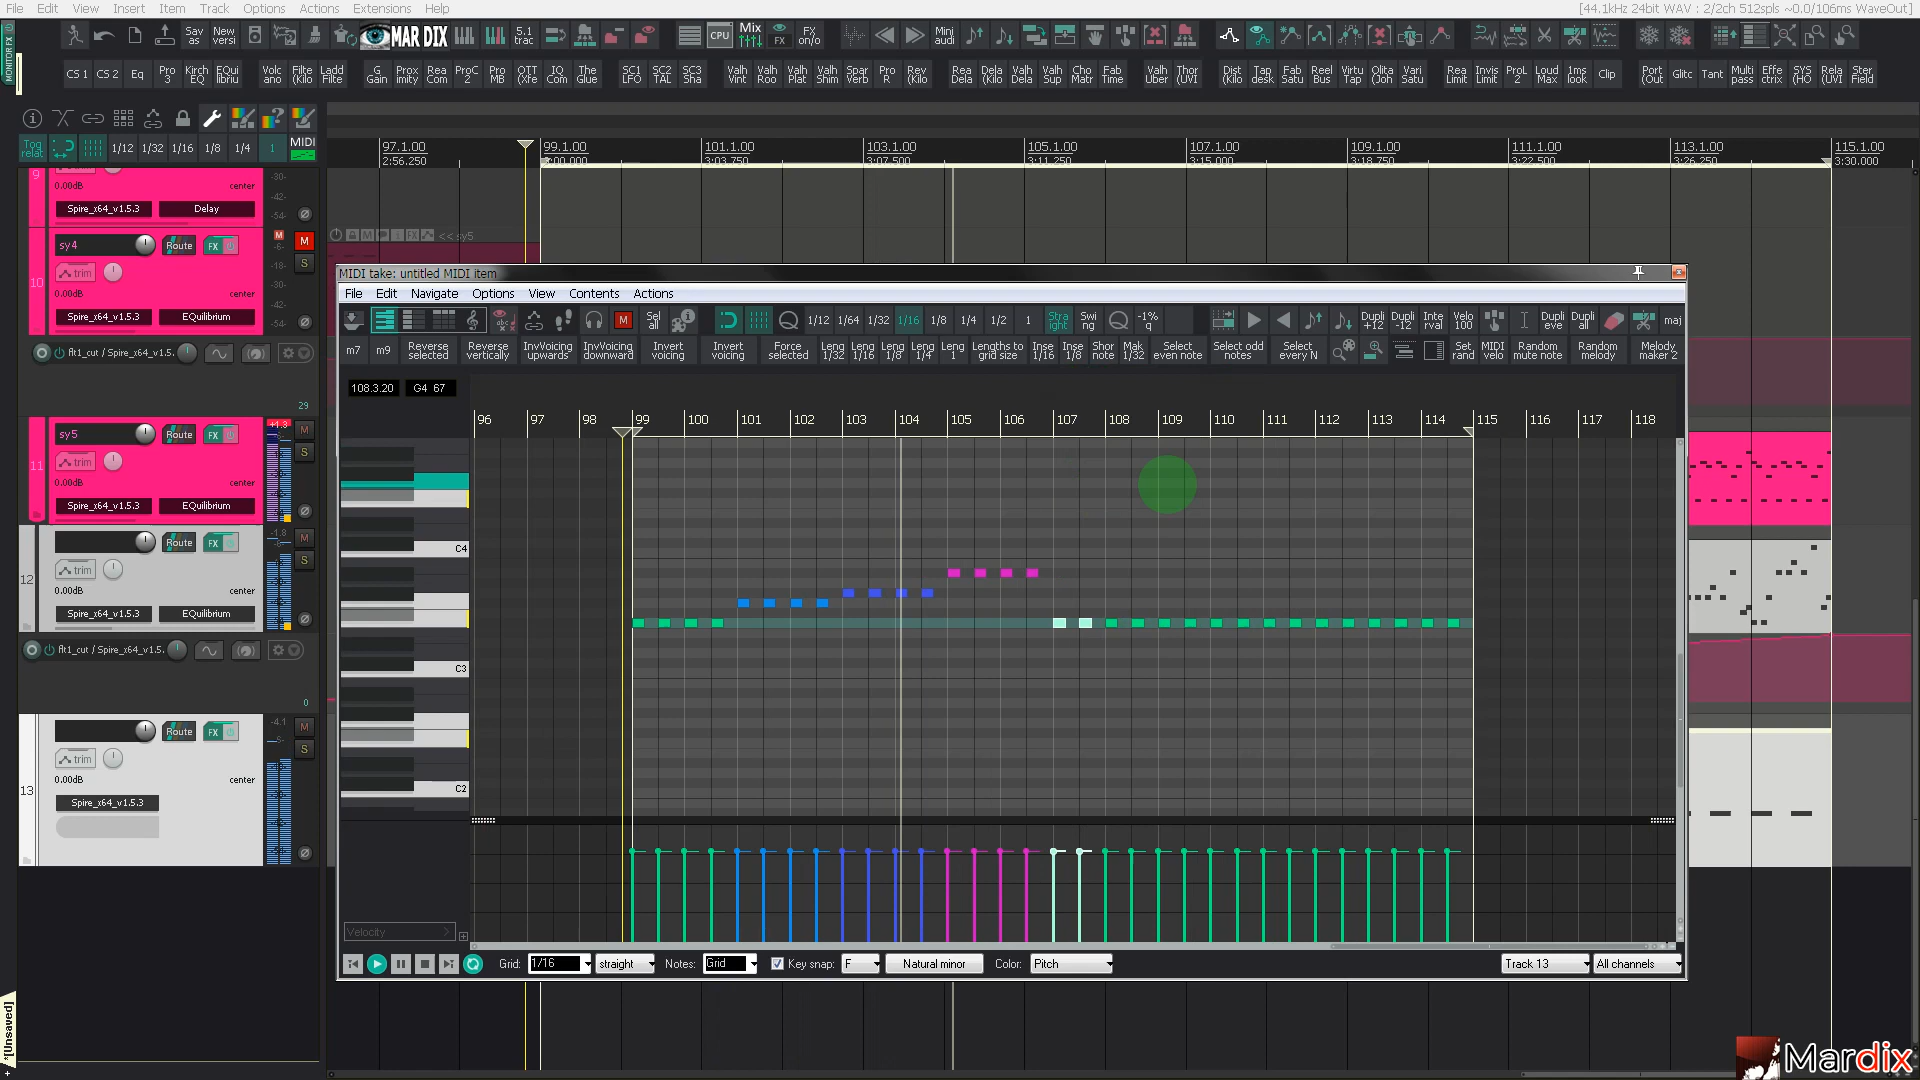 File Edit View Insert Item Track Options Actions Extensions Help [44.1kHz 24bit WAV : 2/2ch 512spls ~0.0/106ms WaveOut]
MONITOR FX
Sav as New versi MAR DIX 5.1 trac CPU Mix FX FX on/o Minj audi
CS 1 CS 2 Eq Pro 3 Kirch EQ EQui libriu Volc ano Filte (Kilo Ladd Filte G Gain Prox imity Rea Com ProC 2 Pro MB OTT (Xfe IQ Com The Glue SC1 LFO SC2 TAL SC3 Sha Valh Vint Valh Roo Valh Plat Valh Shim Spar Verb Pro R Rev (Kilo Rea Dela Dela (Kilo Valh Dela Valh Sup Cho Matr Fab Time Valh Uber Thor (UVI Dist (Kilo Tap desk Fab Satu Reel Bus Virtu Tap Qlita (Co Vari Satu Rea Limit Invis Limit ProL 2 Loud Max 1ms look Clip Port (Out Glitc Tant Multi pass Effe ctrix SYS (HO Rela (UVI Ster Field
Tog relat 1/12 1/32 1/16 1/8 1/4 1 MIDI
97.1.00 99.1.00 101.1.00 103.1.00 105.1.00 107.1.00 109.1.00 111.1.00 113.1.00 115.1.00
2:56.250 3:00.000 3:03.750 3:07.500 3:11.250 3:15.000 3:18.750 3:22.500 3:26.250 3:30.000
9
0.00dB center
Spire_x64_v1.5.3 Delay
sy4 Route FX M
<< sy5
trim S
10
0.00dB center
Spire_x64_v1.5.3 EQuilibrium
flt1_cut / Spire_x64_v1.5.
29
sy5 Route FX M
trim S
11
0.00dB center
Spire_x64_v1.5.3 EQuilibrium
Route FX -1.8 M
trim S
12
0.00dB center
Spire_x64_v1.5.3 EQuilibrium
flt1_cut / Spire_x64_v1.5.
0
Route FX -4.1 M
trim S
0.00dB center
13
Spire_x64_v1.5.3
*[Unsaved]
MIDI take: untitled MIDI item
File Edit Navigate Options View Contents Actions
M Sel all 1/12 1/64 1/32 1/16 1/8 1/4 1/2 1 Stra ight Swi ng -1% q Dupli +12 Dupli -12 Inte rval Velo 100 Dupli eve Dupli all maj
m7 m9 Reverse selected Reverse vertically InvVoicing upwards InvVoicing downward Invert voicing Invert voicing Force selected Leng 1/32 Leng 1/16 Leng 1/8 Leng 1/4 Leng 1 Lengths to grid size Inse 1/16 Inse 1/8 Shor note Mak 1/32 Select even note Select odd notes Select every N Set rand MIDI velo Random mute note Random melody Melody maker 2
108.3.20 G4 67
96 97 98 99 100 101 102 103 104 105 106 107 108 109 110 111 112 113 114 115 116 117 118
C4
C3
C2
Velocity
Grid: 1/16 straight Notes: Grid Key snap: F Natural minor Color: Pitch Track 13 All channels
Mardix